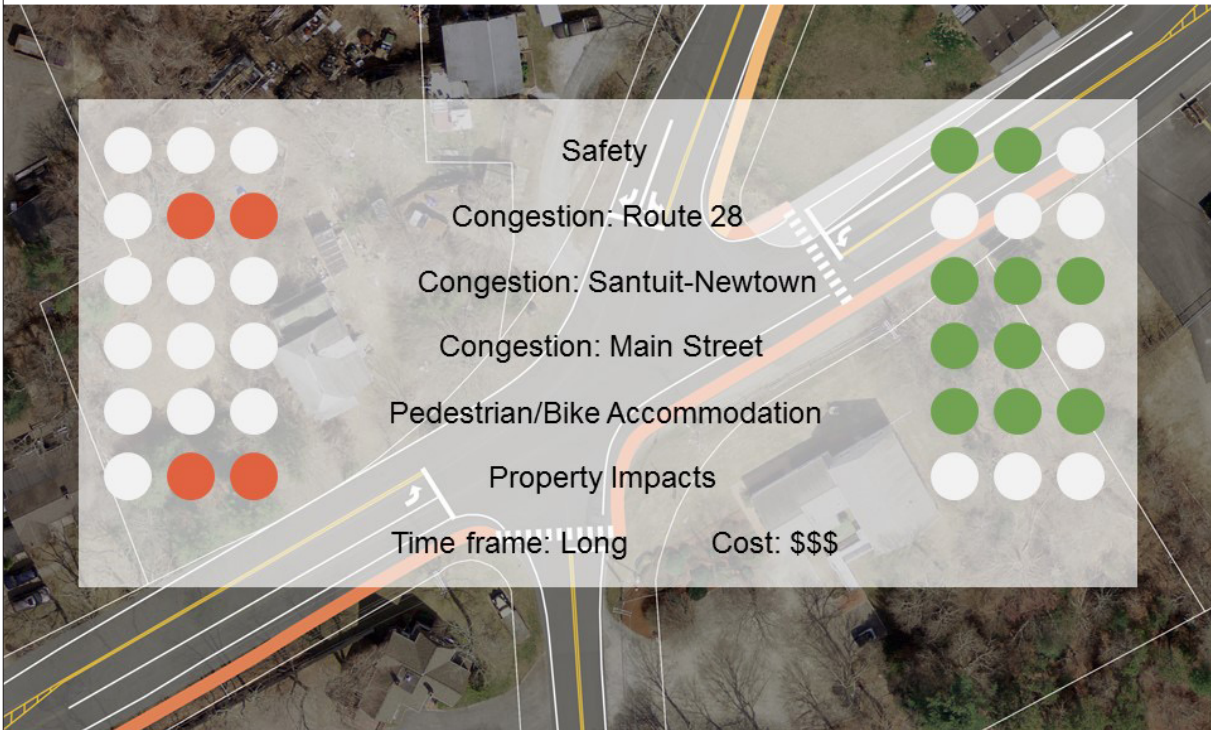 Safety
Congestion: Route 28
Congestion: Santuit-Newtown
Congestion: Main Street
Pedestrian/Bike Accommodation
Property Impacts
Time frame: Long Cost: $$$